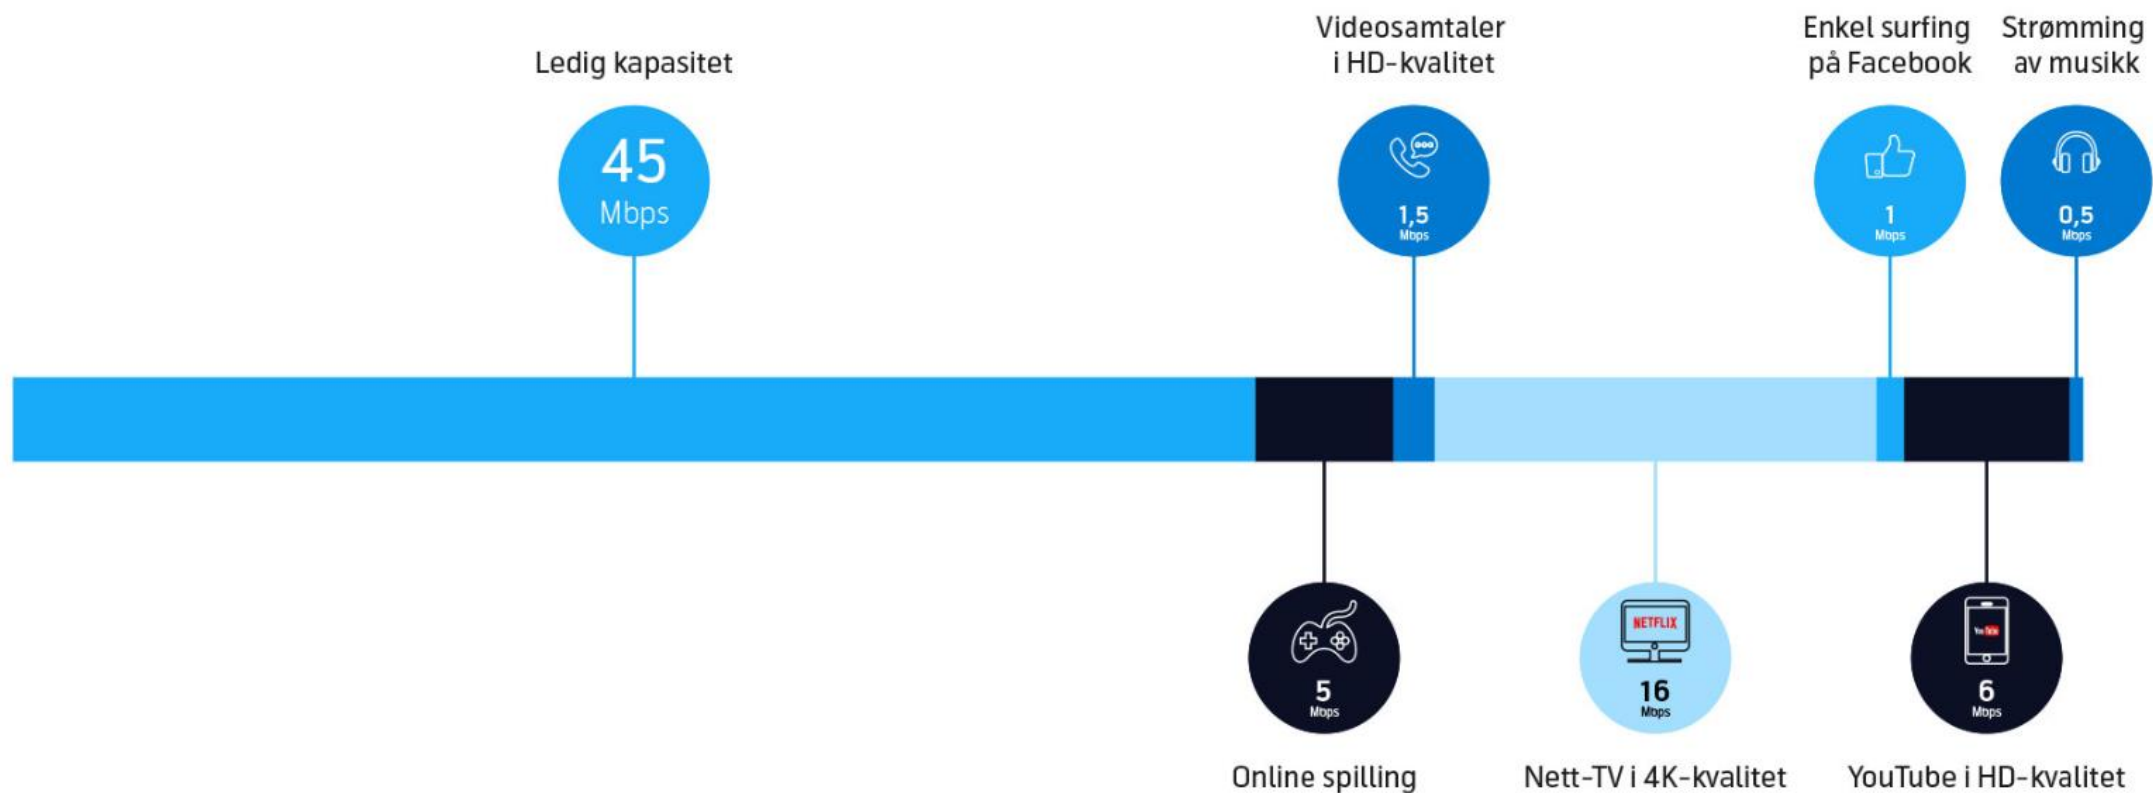 Ledig kapasitet
45
Mbps
Videosamtaler
i HD-kvalitet
1,5
Mbps
Enkel surfing
på Facebook
1
Mbps
Strømming
av musikk
0,5
Mbps
5
Mbps
Online spilling
NETFLIX
16
Mbps
Nett-TV i 4K-kvalitet
YouTube
6
Mbps
YouTube i HD-kvalitet